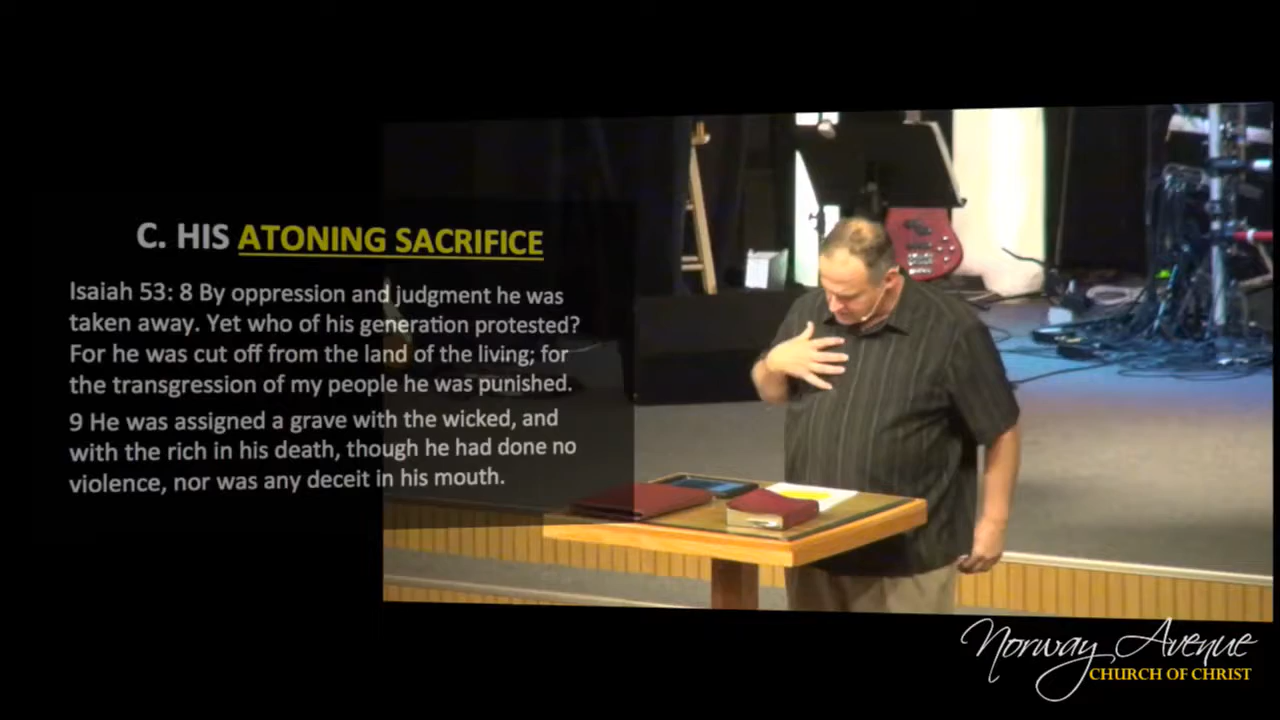 C. HIS ATONING SACRIFICE
Isaiah 53: 8 By oppression and judgment he was
taken away. Yet who of his generation protested?
For he was cut off from the land of the living; for
the transgression of my people he was punished.
9 He was assigned a grave with the wicked, and
with the rich in his death, though he had done no
violence, nor was any deceit in his mouth.
Norway Avenue
CHURCH OF CHRIST